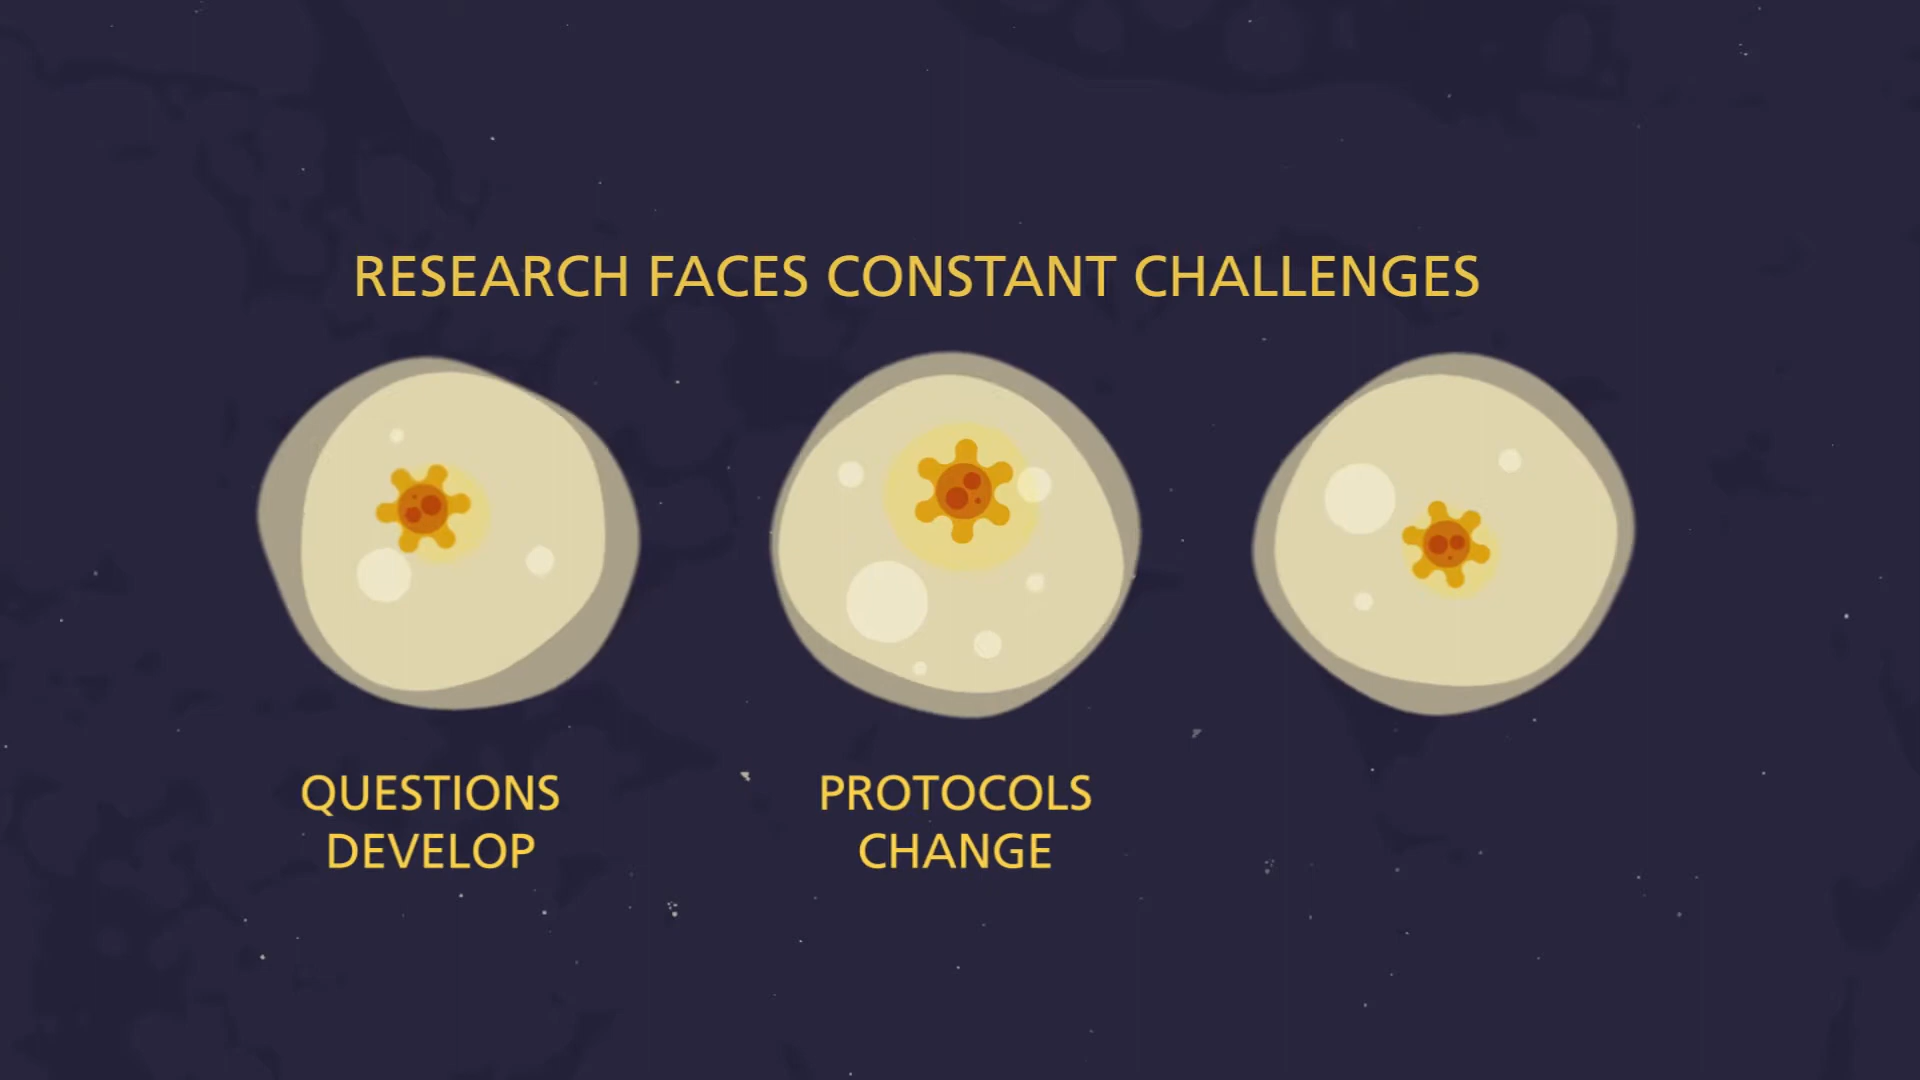 RESEARCH FACES CONSTANT CHALLENGES
QUESTIONS
DEVELOP
PROTOCOLS
CHANGE